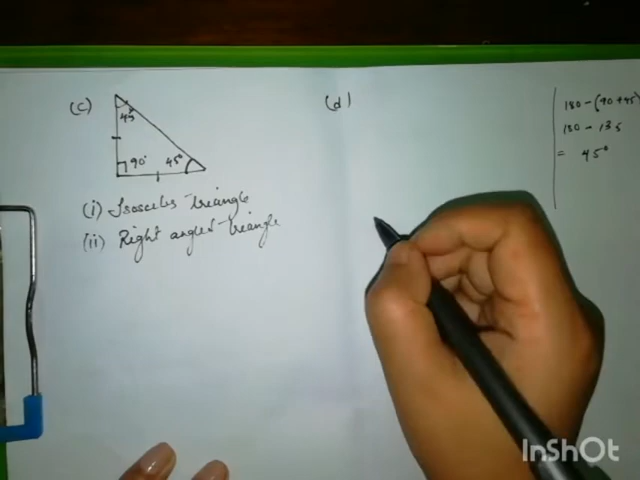 (c)
45
90°
45°
(i) Isosceles triangle
(ii) Right angled triangle
(d)
180-(90+45)
180-135
= 45°
InShOt